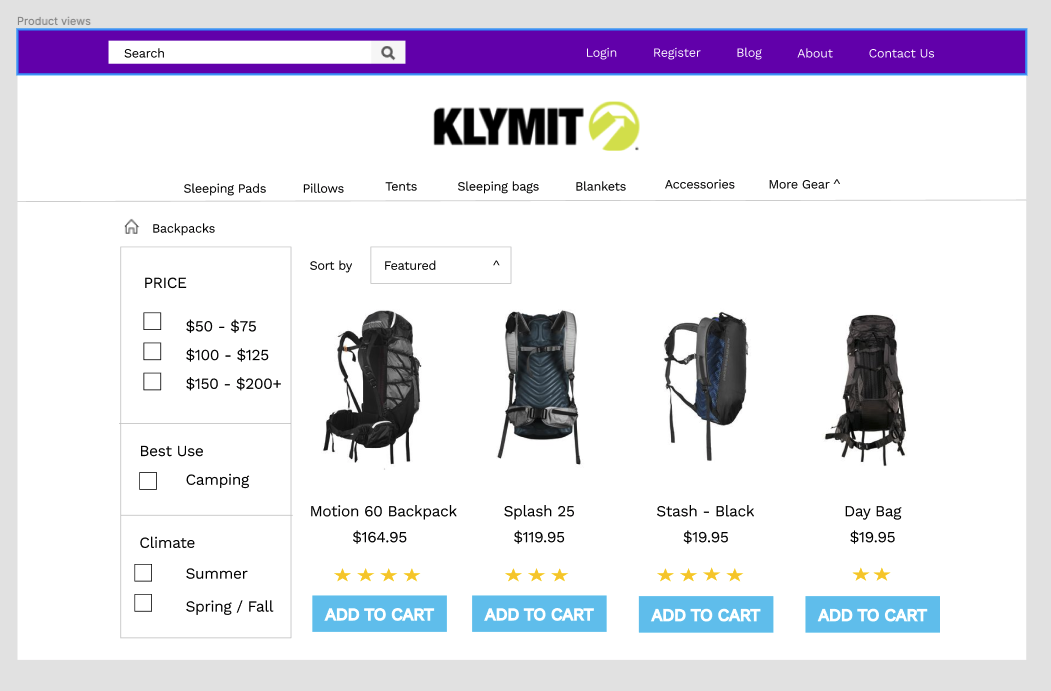 Product views
Search
Login Register Blog About Contact Us
KLYMIT
Sleeping Pads Pillows Tents Sleeping bags Blankets Accessories More Gear ^
Backpacks
Sort by Featured ^
PRICE
$50 - $75
$100 - $125
$150 - $200+
Best Use
Camping
Climate
Summer
Spring / Fall
Motion 60 Backpack Splash 25 Stash - Black Day Bag
$164.95 $119.95 $19.95 $19.95
ADD TO CART ADD TO CART ADD TO CART ADD TO CART